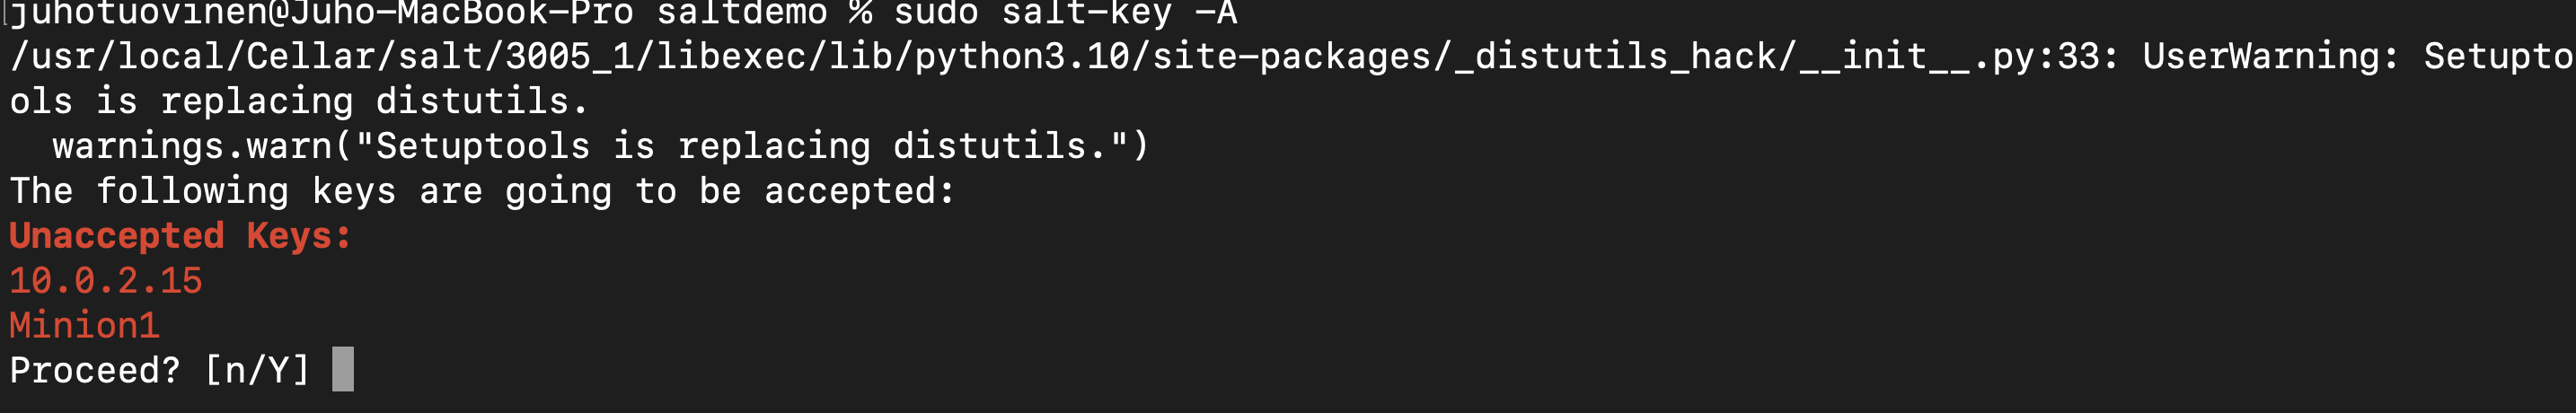 juhotuovinen@Juho-MacBook-Pro saltdemo % sudo salt-key -A
/usr/local/Cellar/salt/3005_1/libexec/lib/python3.10/site-packages/_distutils_hack/__init__.py:33: UserWarning: Setupto
ols is replacing distutils.
  warnings.warn("Setuptools is replacing distutils.")
The following keys are going to be accepted:
Unaccepted Keys:
10.0.2.15
Minion1
Proceed? [n/Y]